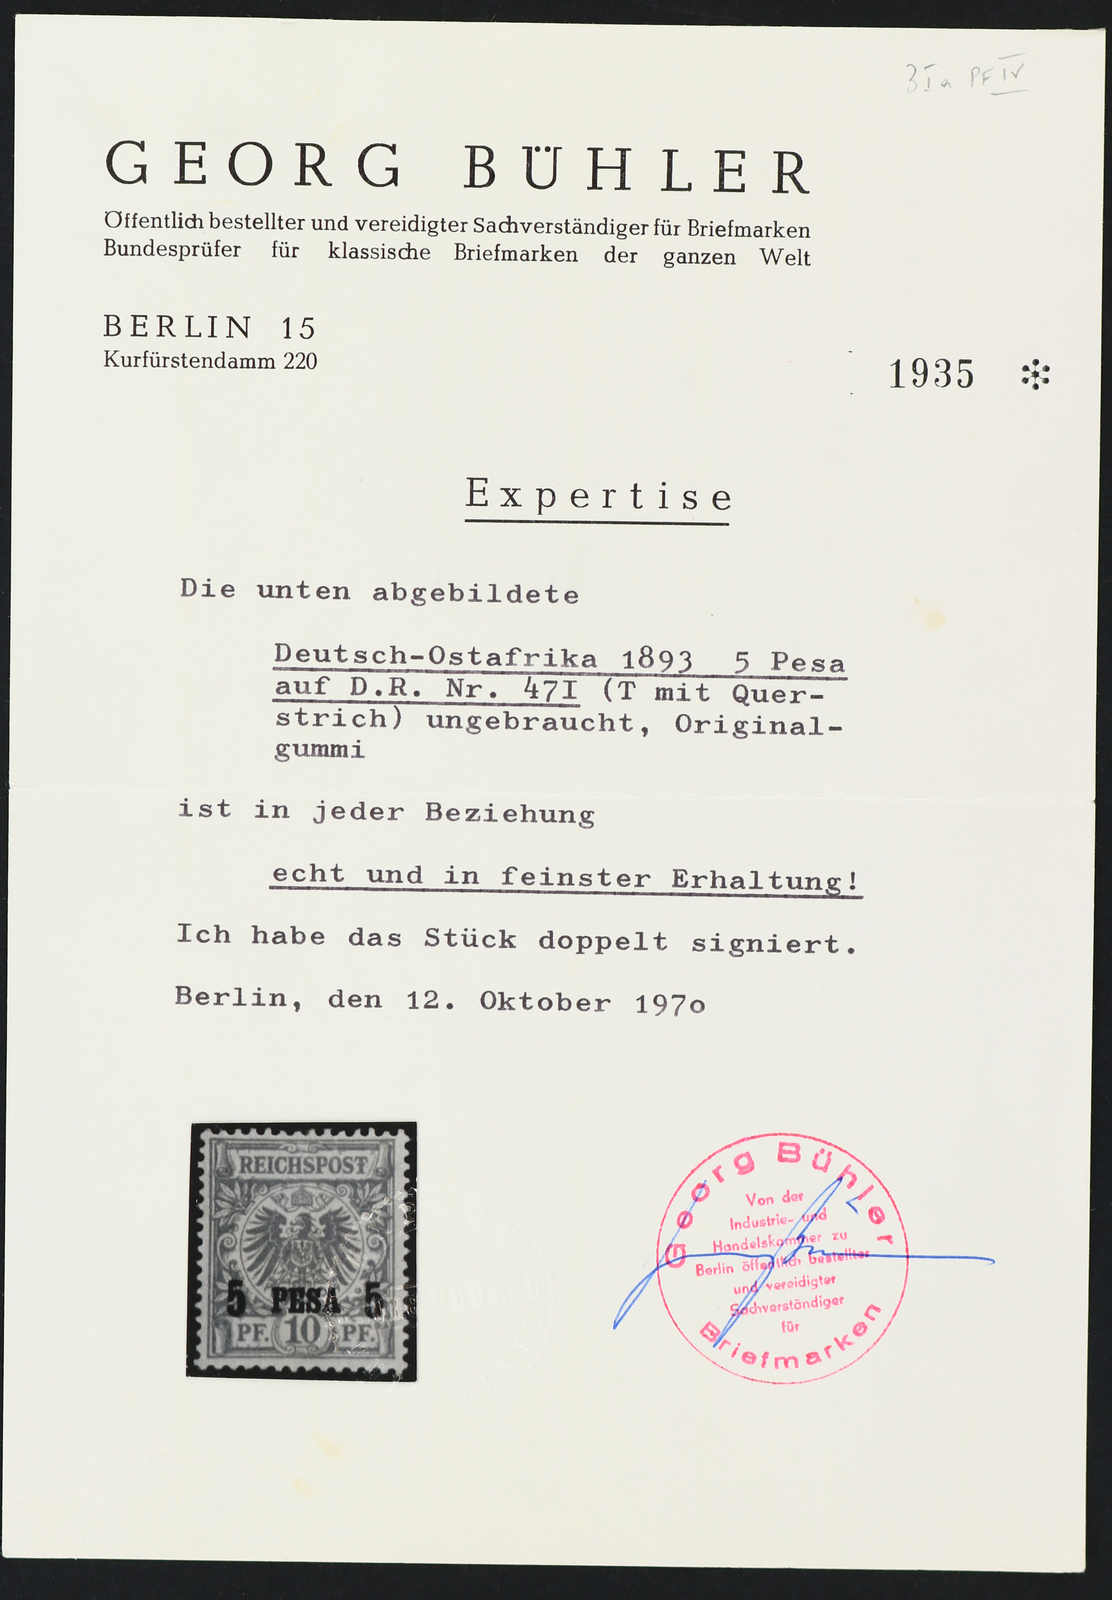 3Ia PF IV
GEORG BÜHLER
Öffentlich bestellter und vereidigter Sachverständiger für Briefmarken
Bundesprüfer für klassische Briefmarken der ganzen Welt
BERLIN 15
Kurfürstendamm 220
1935
Expertise
Die unten abgebildete
Deutsch-Ostafrika 1893 5 Pesa
auf D.R. Nr. 47I (T mit Quer-
strich) ungebraucht, Original-
gummi
ist in jeder Beziehung
echt und in feinster Erhaltung!
Ich habe das Stück doppelt signiert.
Berlin, den 12. Oktober 197o
REICHSPOST
5 PESA 5
PF. 10 PF.
Georg Bühler
Von der
Industrie- und
Handelskammer zu
Berlin öffentlich bestellter
und vereidigter
Sachverständiger
für
Briefmarken